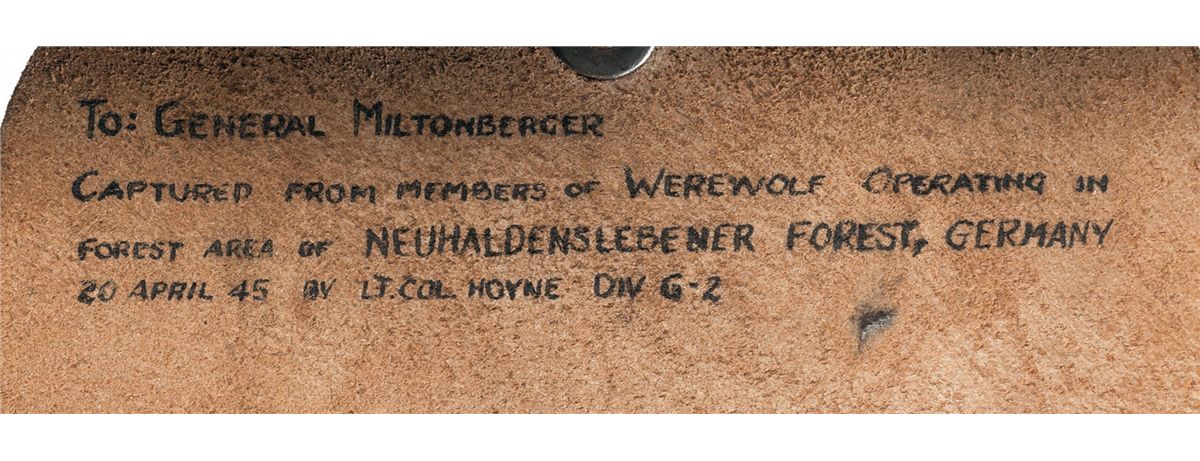 To: General Miltonberger
Captured from members of Werewolf Operating in
forest area of NEUHALDENSLEBENER FOREST, GERMANY
20 APRIL 45 BY LT. COL. HOYNE DIV G-2